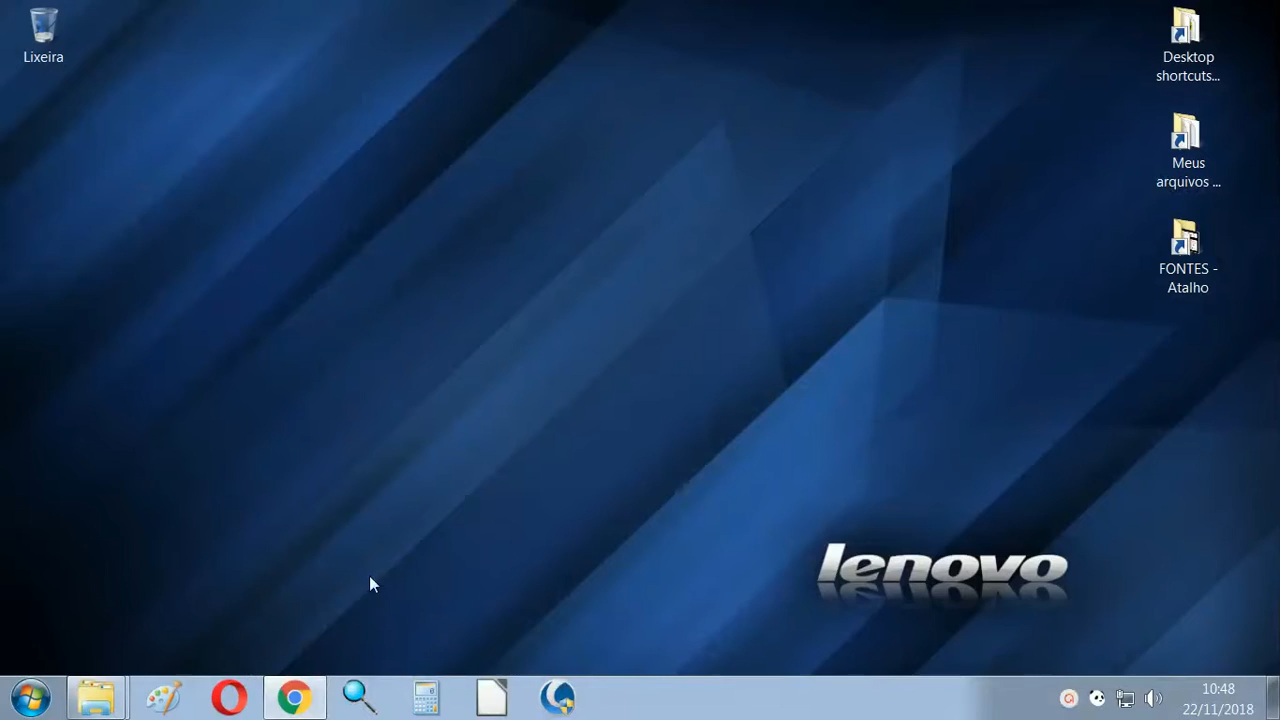 Lixeira
Desktop
shortcuts...
Meus
arquivos ...
FONTES -
Atalho
lenovo
10:48
22/11/2018